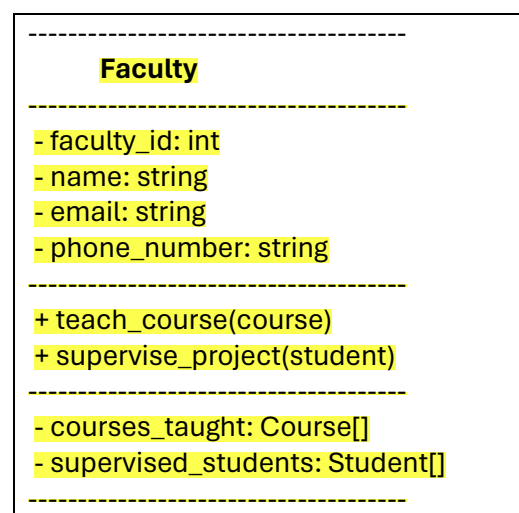 --------------------------------------
Faculty
--------------------------------------
- faculty_id: int
- name: string
- email: string
- phone_number: string
--------------------------------------
+ teach_course(course)
+ supervise_project(student)
--------------------------------------
- courses_taught: Course[]
- supervised_students: Student[]
--------------------------------------